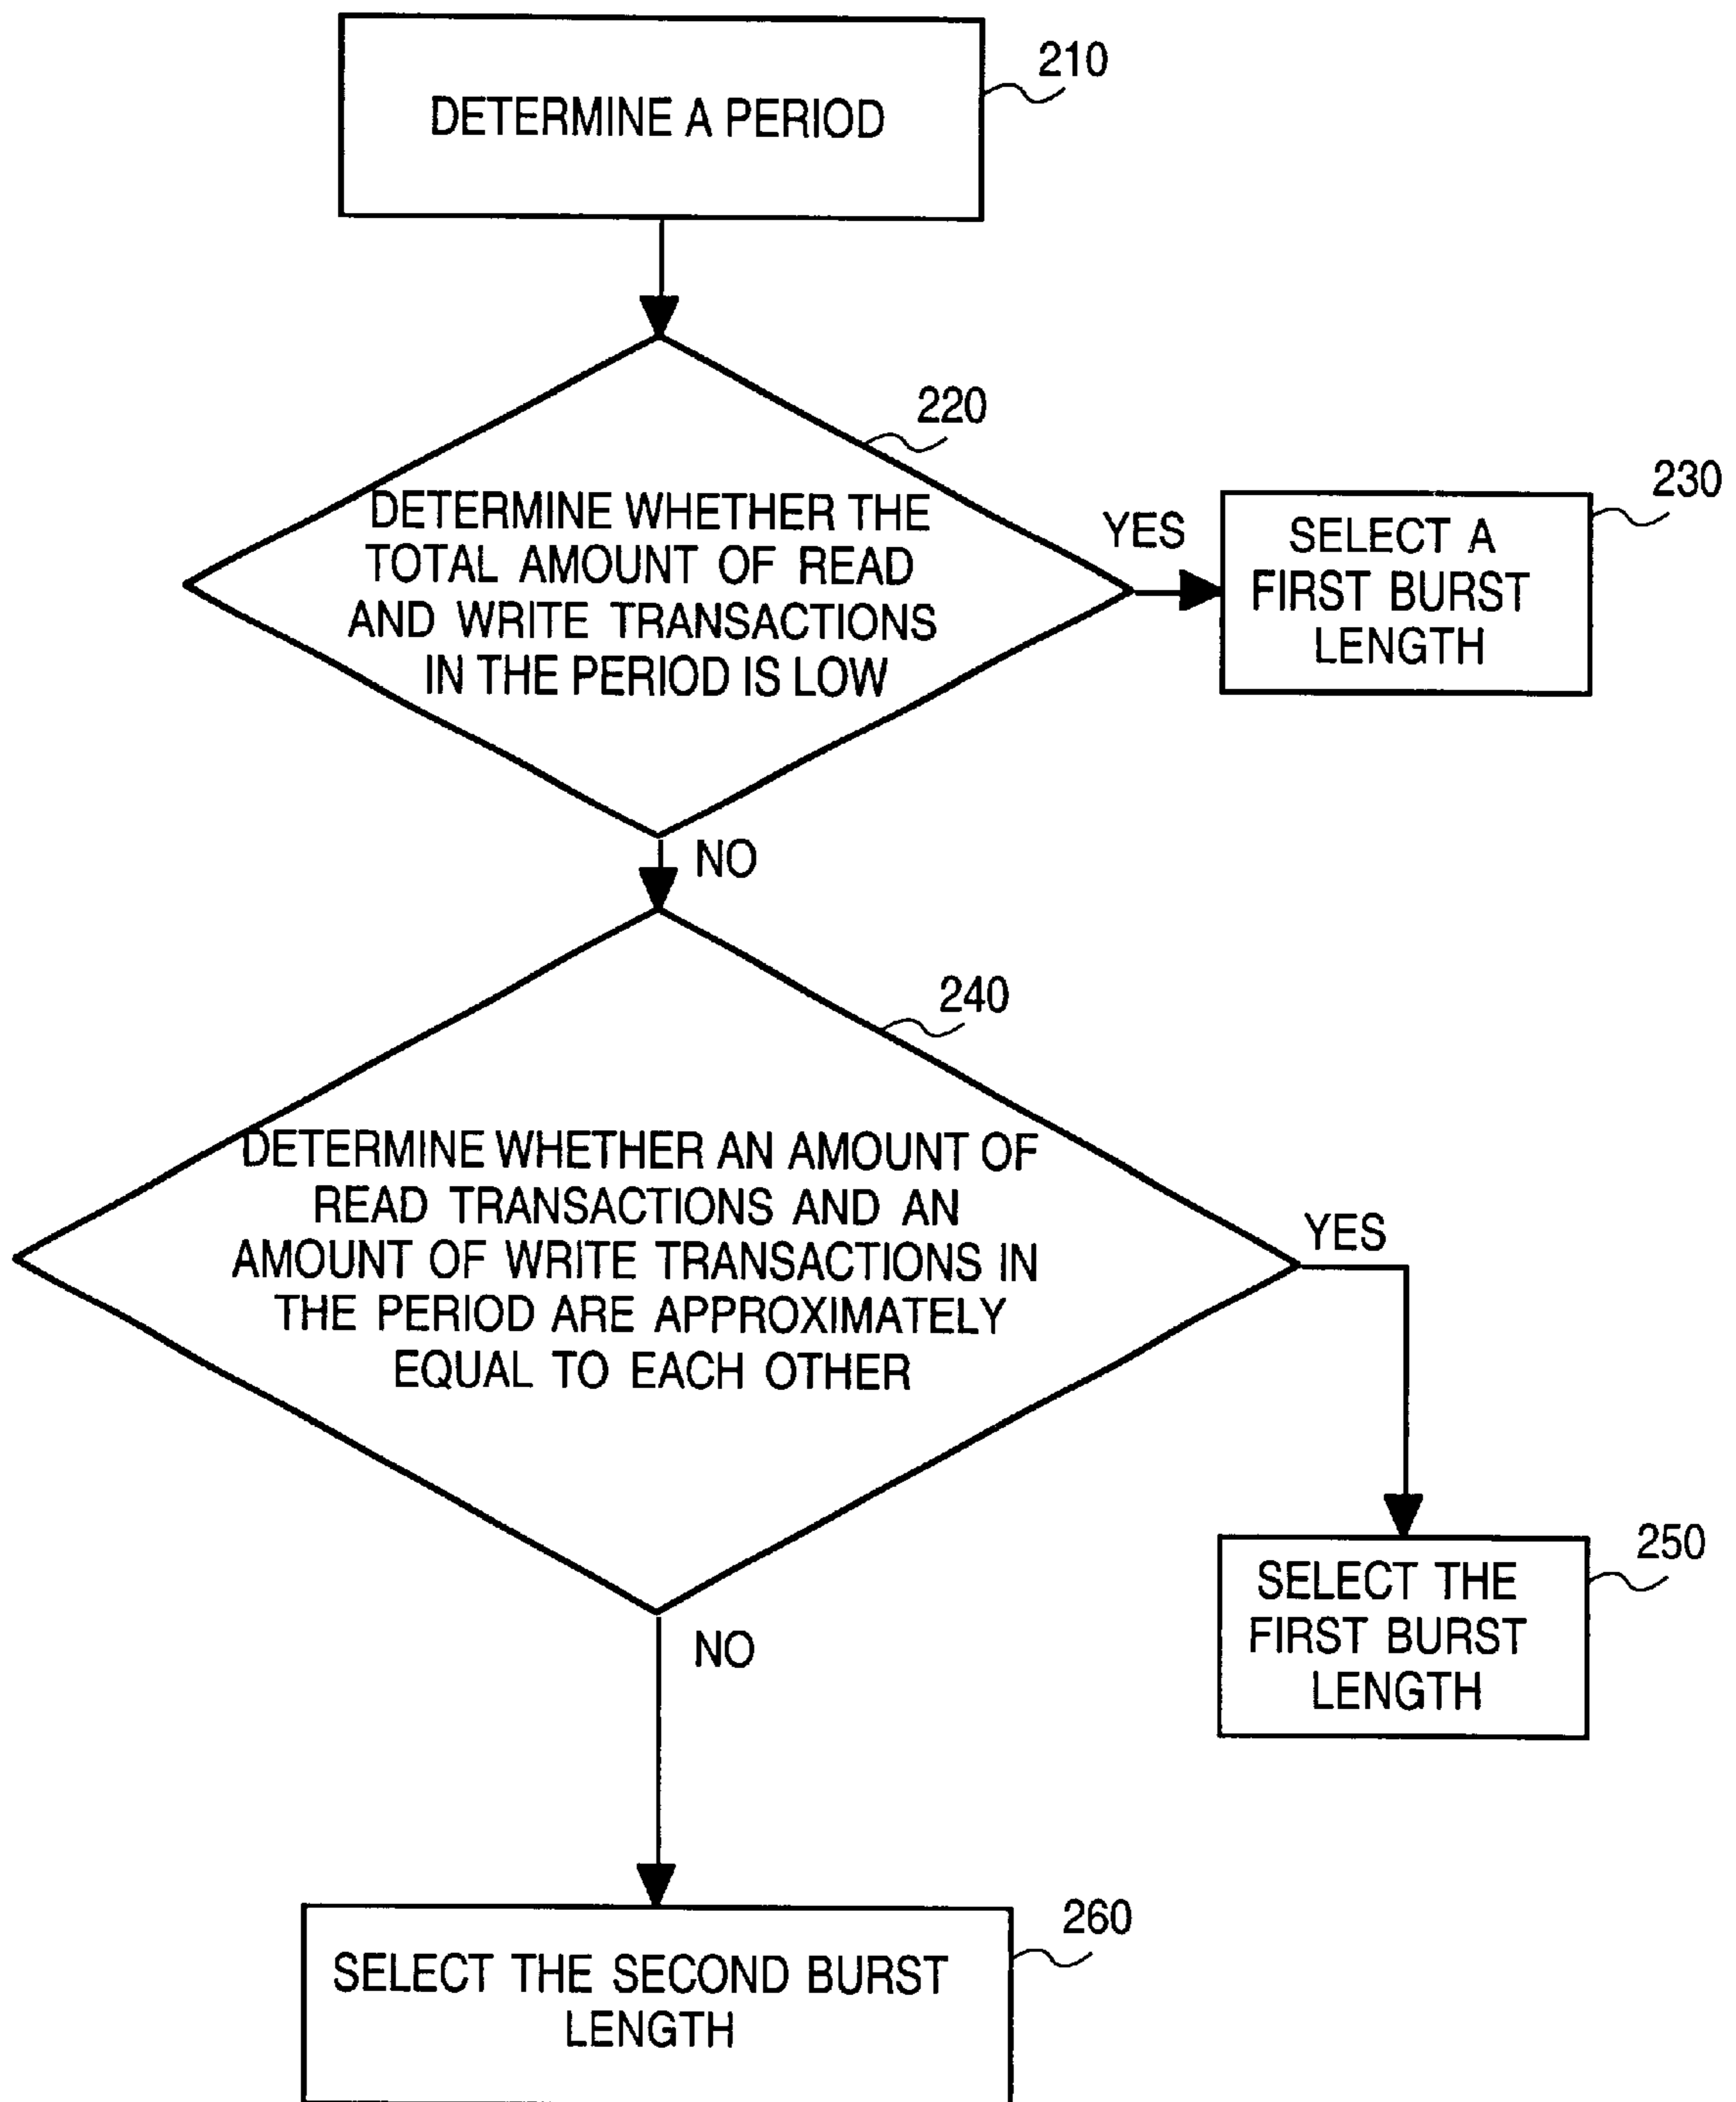 210
DETERMINE A PERIOD
220
DETERMINE WHETHER THE
TOTAL AMOUNT OF READ
AND WRITE TRANSACTIONS
IN THE PERIOD IS LOW
YES
230
SELECT A
FIRST BURST
LENGTH
NO
240
DETERMINE WHETHER AN AMOUNT OF
READ TRANSACTIONS AND AN
AMOUNT OF WRITE TRANSACTIONS IN
THE PERIOD ARE APPROXIMATELY
EQUAL TO EACH OTHER
YES
250
SELECT THE
FIRST BURST
LENGTH
NO
260
SELECT THE SECOND BURST
LENGTH